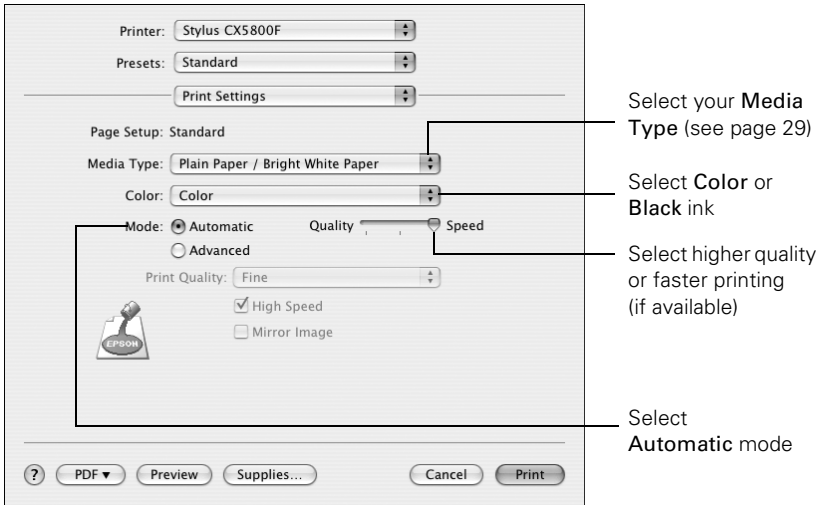 Printer: Stylus CX5800F
Presets: Standard
Print Settings
Page Setup: Standard
Media Type: Plain Paper / Bright White Paper
Color: Color
Mode: Automatic Quality Speed
Advanced
Print Quality: Fine
High Speed
Mirror Image
EPSON
? PDF▼ Preview Supplies... Cancel Print
Select your Media
Type (see page 29)
Select Color or
Black ink
Select higher quality
or faster printing
(if available)
Select
Automatic mode